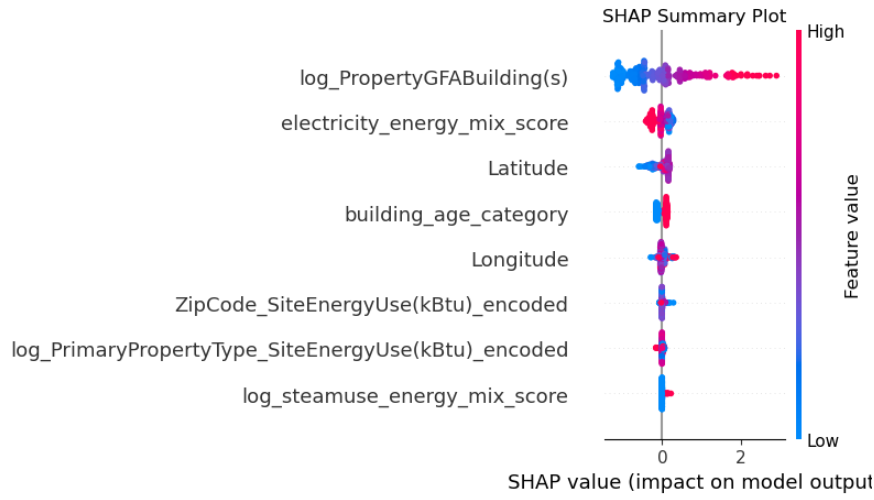 SHAP Summary Plot
High
log_PropertyGFABuilding(s)
electricity_energy_mix_score
Latitude
building_age_category
Longitude
ZipCode_SiteEnergyUse(kBtu)_encoded
log_PrimaryPropertyType_SiteEnergyUse(kBtu)_encoded
log_steamuse_energy_mix_score
Feature value
Low
0 2
SHAP value (impact on model output